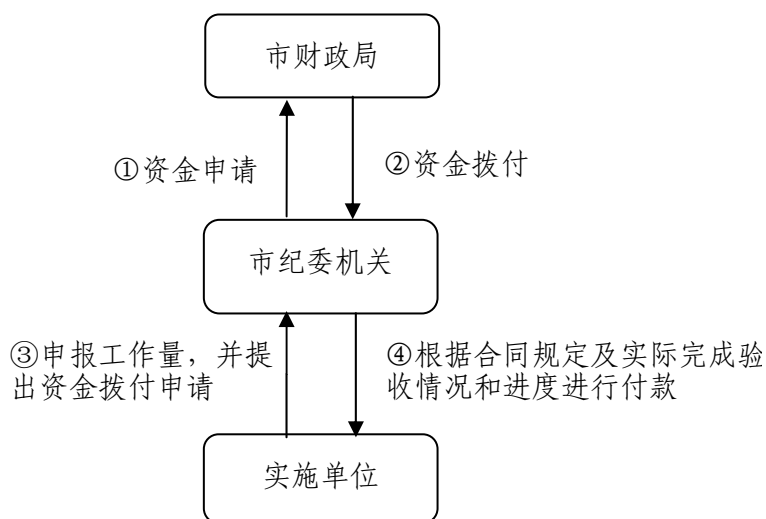 市财政局
①资金申请
②资金拨付
市纪委机关
③申报工作量，并提
出资金拨付申请
④根据合同规定及实际完成验
收情况和进度进行付款
实施单位